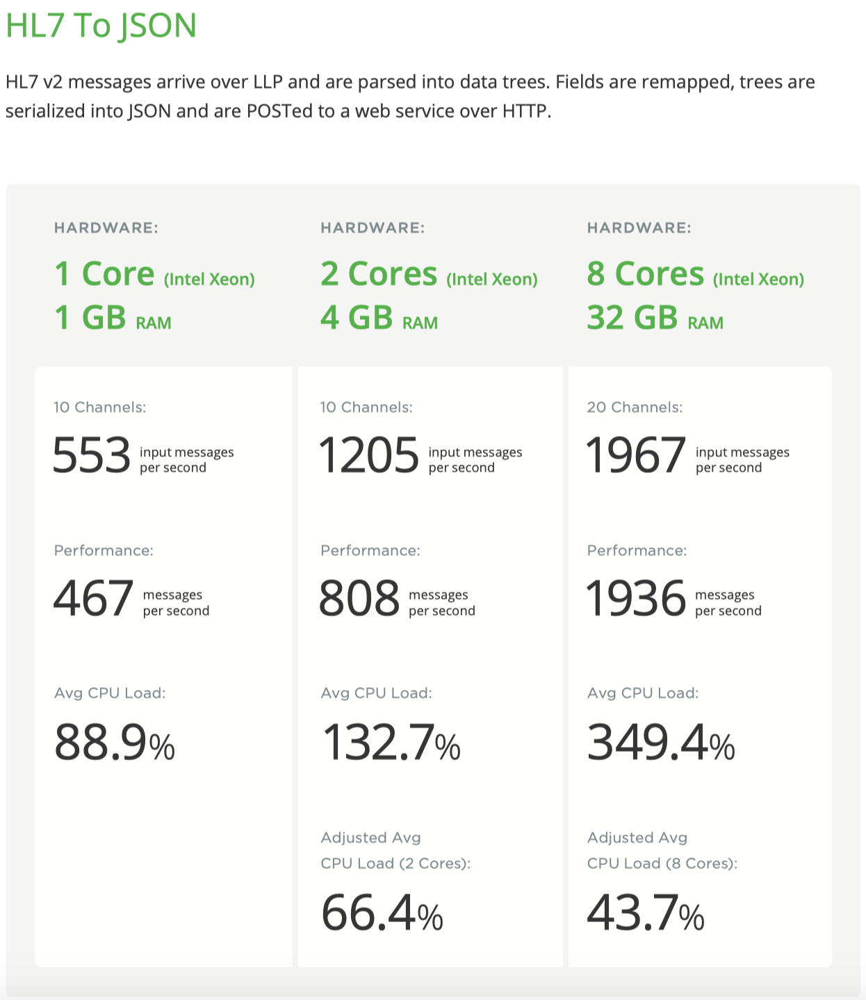 HL7 To JSON
HL7 v2 messages arrive over LLP and are parsed into data trees. Fields are remapped, trees are
serialized into JSON and are POSTed to a web service over HTTP.
HARDWARE:
1 Core (Intel Xeon)
1 GB RAM
10 Channels:
553 input messages
per second
Performance:
467 messages
per second
Avg CPU Load:
88.9%
HARDWARE:
2 Cores (Intel Xeon)
4 GB RAM
10 Channels:
1205 input messages
per second
Performance:
808 messages
per second
Avg CPU Load:
132.7%
Adjusted Avg
CPU Load (2 Cores):
66.4%
HARDWARE:
8 Cores (Intel Xeon)
32 GB RAM
20 Channels:
1967 input messages
per second
Performance:
1936 messages
per second
Avg CPU Load:
349.4%
Adjusted Avg
CPU Load (8 Cores):
43.7%